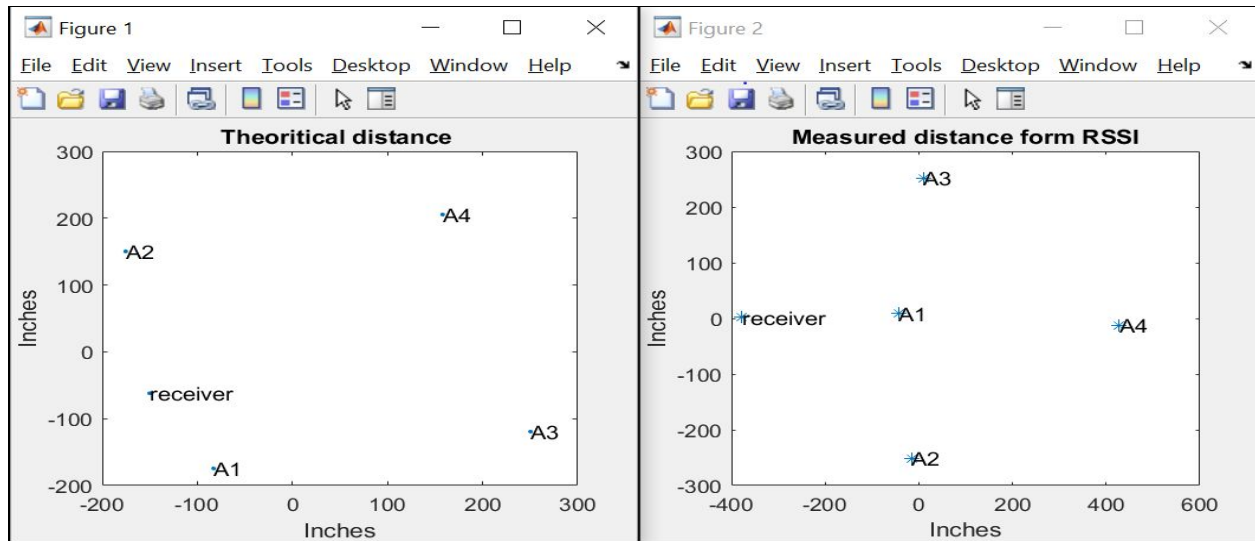 Figure 1
File Edit View Insert Tools Desktop Window Help
Theoritical distance
300
200
100
0
-100
-200
-200 -100 0 100 200 300
Inches
Inches
A4
A2
receiver
A3
A1
Figure 2
File Edit View Insert Tools Desktop Window Help
Measured distance form RSSI
300
200
100
0
-100
-200
-300
-400 -200 0 200 400 600
Inches
Inches
A3
receiver
A1
A4
A2